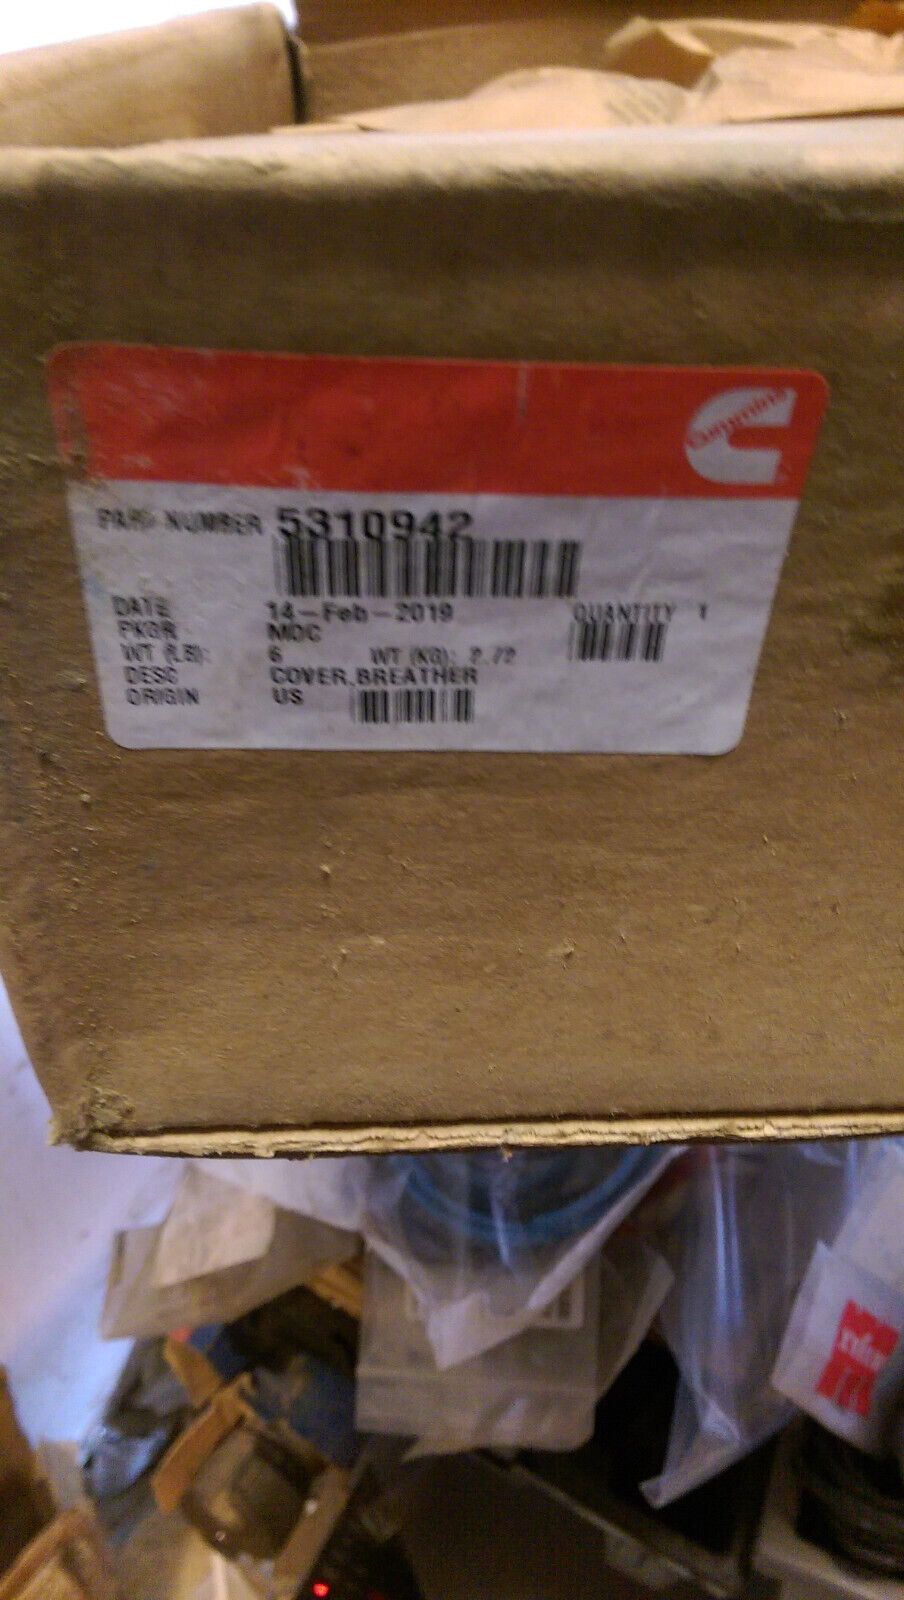 Cummins
PART NUMBER 5310942
DATE 14-Feb-2019 QUANTITY 1
PKGR MDC
WT (LB): 6 WT (KG): 2.72
DESC COVER,BREATHER
ORIGIN US